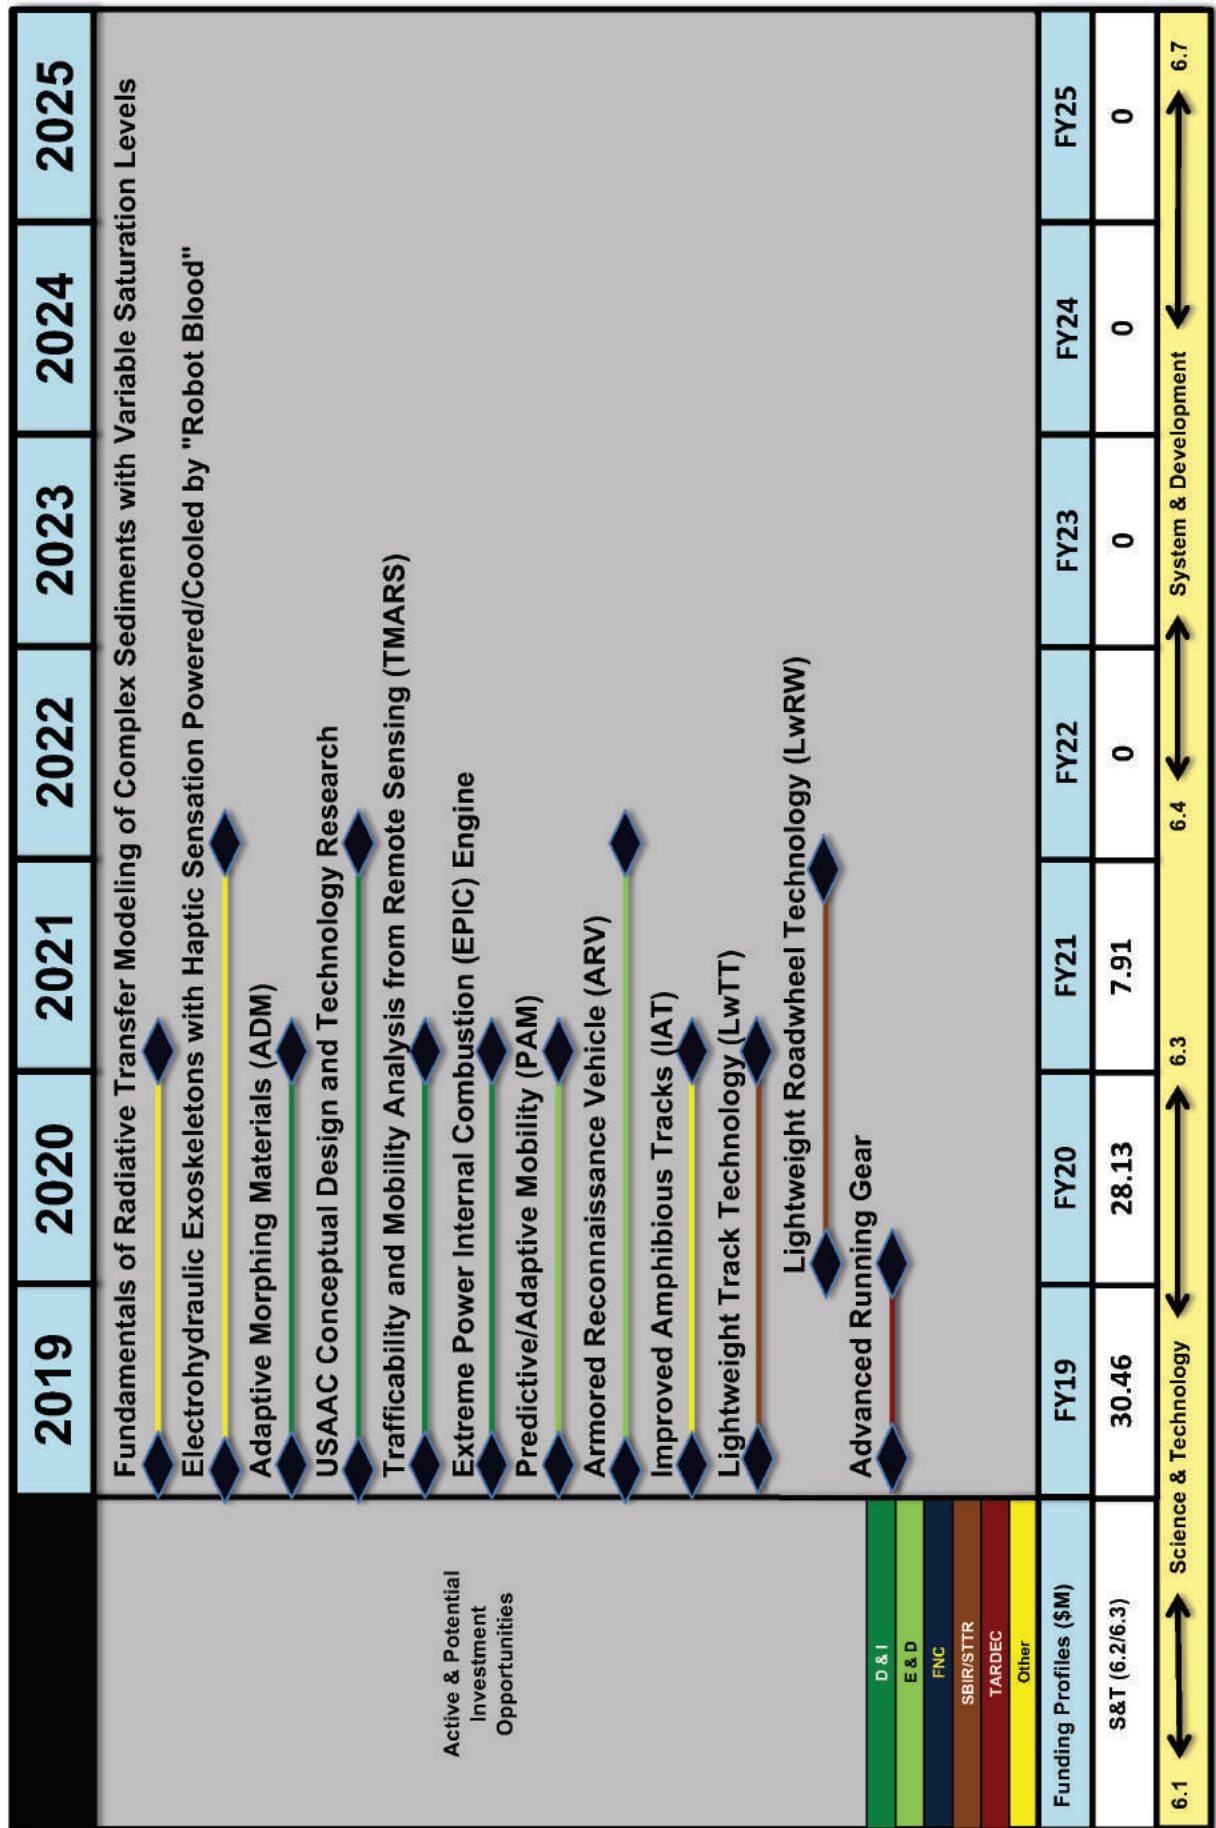 2019
2020
2021
2022
2023
2024
2025
Active & Potential
Investment
Opportunities
Fundamentals of Radiative Transfer Modeling of Complex Sediments with Variable Saturation Levels
Electrohydraulic Exoskeletons with Haptic Sensation Powered/Cooled by "Robot Blood"
Adaptive Morphing Materials (ADM)
USAAC Conceptual Design and Technology Research
Trafficability and Mobility Analysis from Remote Sensing (TMARS)
Extreme Power Internal Combustion (EPIC) Engine
Predictive/Adaptive Mobility (PAM)
Armored Reconnaissance Vehicle (ARV)
Improved Amphibious Tracks (IAT)
Lightweight Track Technology (LwTT)
Lightweight Roadwheel Technology (LwRW)
Advanced Running Gear
D & I
E & D
FNC
SBIR/STTR
TARDEC
Other
Funding Profiles ($M)
FY19
FY20
FY21
FY22
FY23
FY24
FY25
S&T (6.2/6.3)
30.46
28.13
7.91
0
0
0
0
6.1
Science & Technology
6.3
6.4
System & Development
6.7